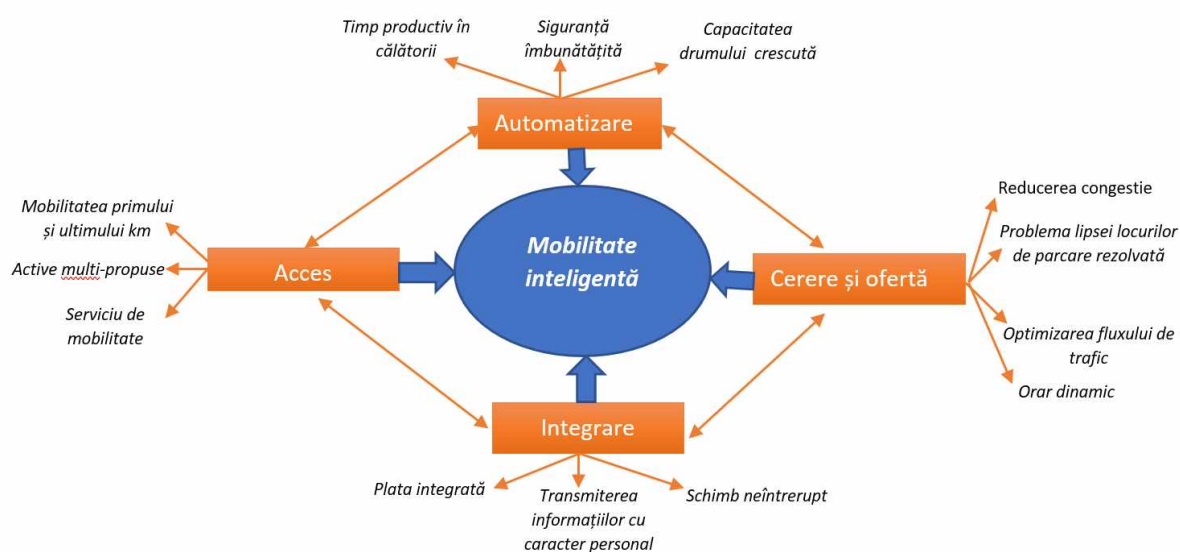 Timp productiv în
călătorii
Siguranță
îmbunătățită
Capacitatea
drumului crescută
Automatizare
Mobilitatea primului
și ultimului km
Active multi-propuse
Serviciu de
mobilitate
Acces
Mobilitate
inteligentă
Cerere și ofertă
Reducerea congestie
Problema lipsei locurilor
de parcare rezolvată
Optimizarea fluxului de
trafic
Orar dinamic
Integrare
Plata integrată
Transmiterea
informațiilor cu
caracter personal
Schimb neîntrerupt